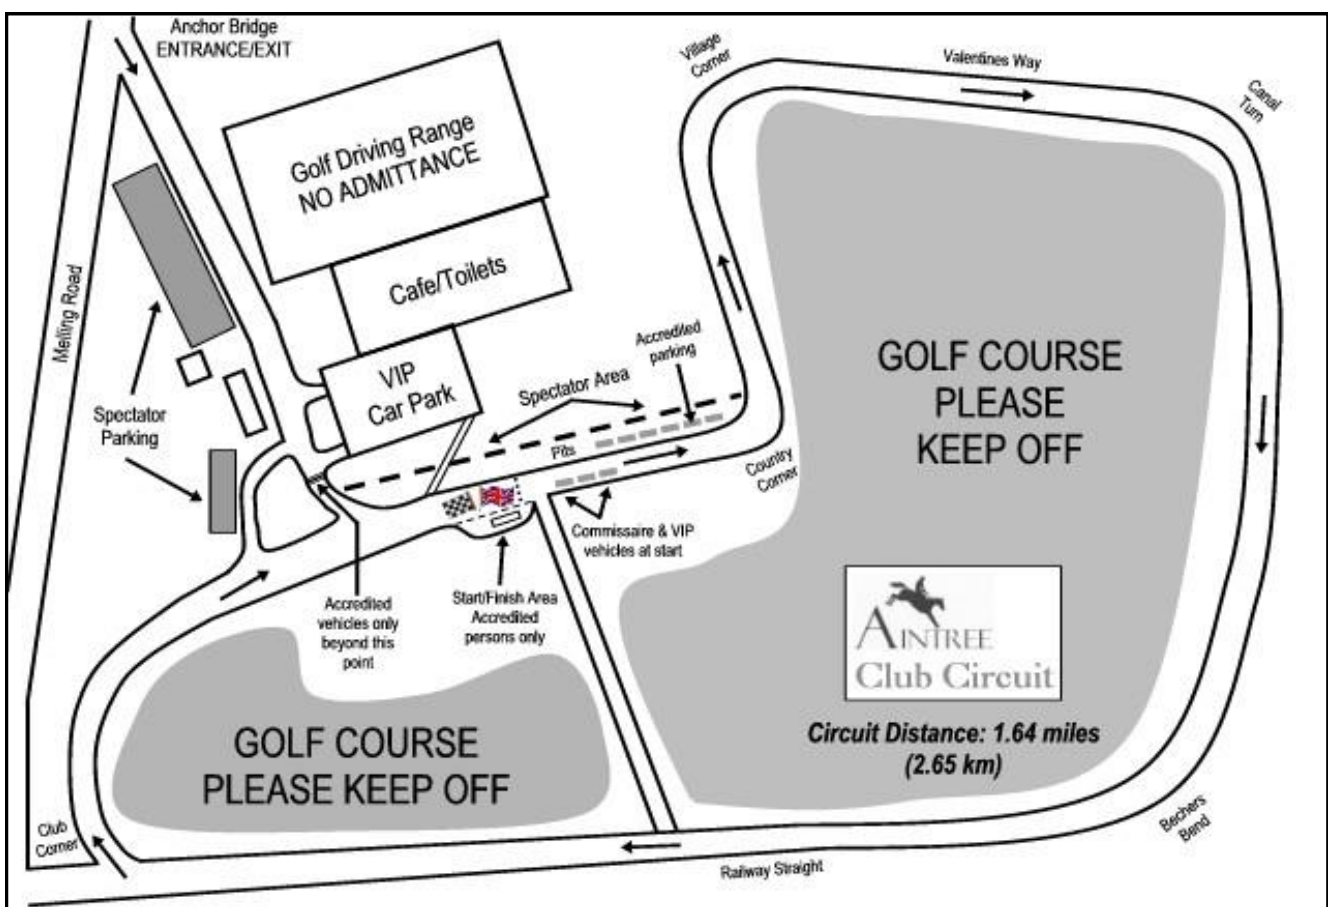 Anchor Bridge
ENTRANCE/EXIT
Village
Corner
Valentines Way
Canal
Turn
Golf Driving Range
NO ADMITTANCE
Cafe/Toilets
Melling Road
VIP
Car Park
Accredited
parking
Spectator Area
Spectator
Parking
Pits
Country
Corner
GOLF COURSE
PLEASE
KEEP OFF
Commissaire & VIP
vehicles at start
Accredited
vehicles only
beyond this
point
Start/Finish Area
Accredited
persons only
AINTREE
Club Circuit
Circuit Distance: 1.64 miles
(2.65 km)
GOLF COURSE
PLEASE KEEP OFF
Club
Corner
Bechers
Bend
Railway Straight